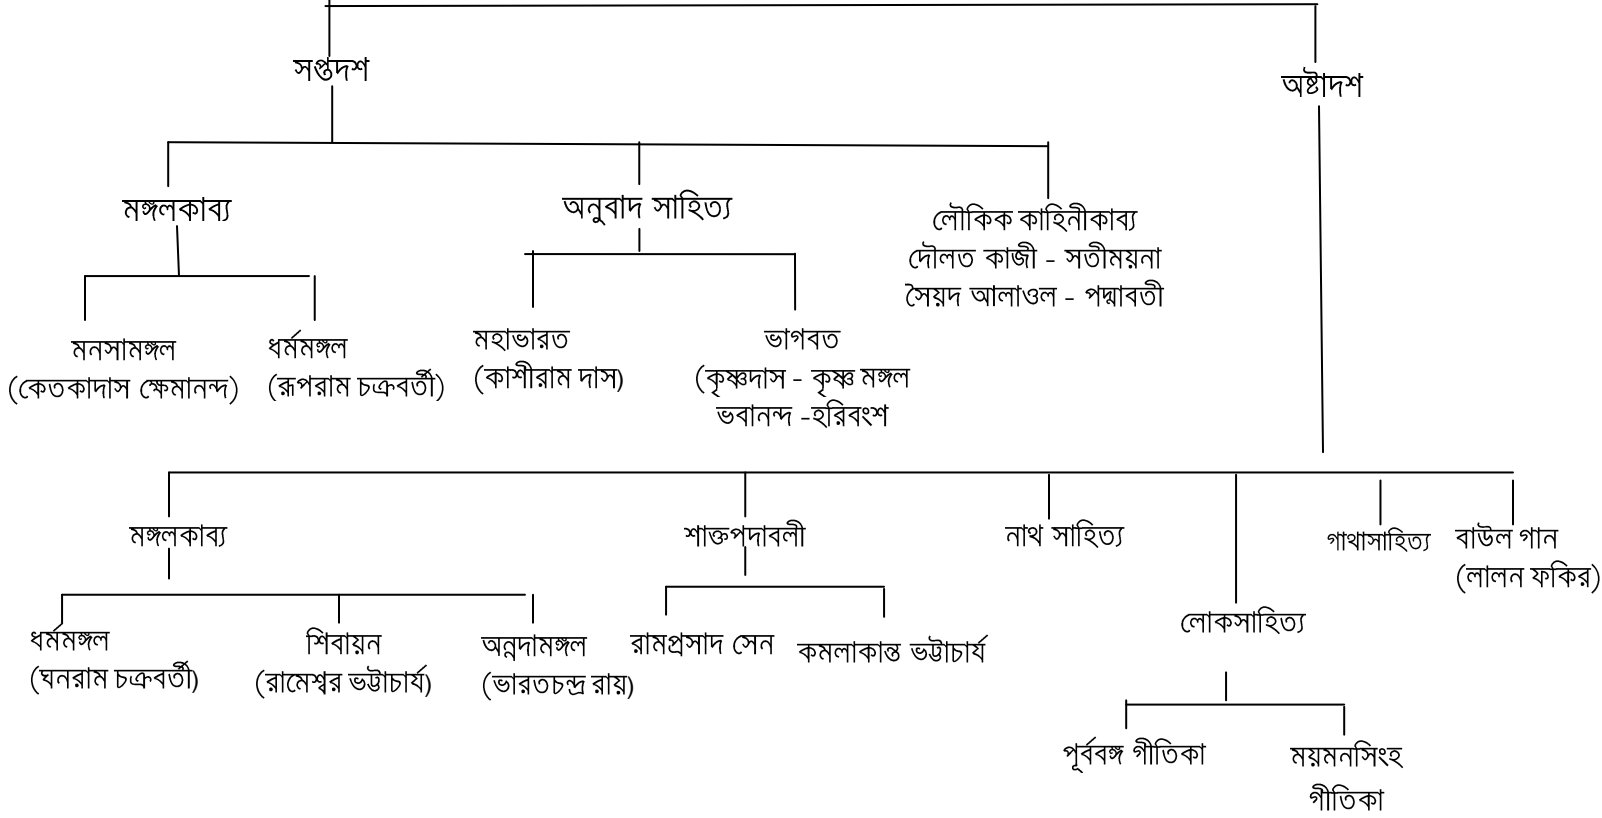 সপ্তদশ
অষ্টাদশ
মঙ্গলকাব্য
অনুবাদ সাহিত্য
লৌকিক কাহিনীকাব্য
দৌলত কাজী - সতীময়না
সৈয়দ আলাওল - পদ্মাবতী
মনসামঙ্গল
(কেতকাদাস ক্ষেমানন্দ)
ধর্মমঙ্গল
(রূপরাম চক্রবর্তী)
মহাভারত
(কাশীরাম দাস)
ভাগবত
(কৃষ্ণদাস - কৃষ্ণ মঙ্গল
ভবানন্দ -হরিবংশ
মঙ্গলকাব্য
শাক্তপদাবলী
নাথ সাহিত্য
লোকসাহিত্য
গাথাসাহিত্য
বাউল গান
(লালন ফকির)
ধর্মমঙ্গল
(ঘনরাম চক্রবর্তী)
শিবায়ন
(রামেশ্বর ভট্টাচার্য)
অন্নদামঙ্গল
(ভারতচন্দ্র রায়)
রামপ্রসাদ সেন
কমলাকান্ত ভট্টাচার্য
পূর্ববঙ্গ গীতিকা
ময়মনসিংহ
গীতিকা